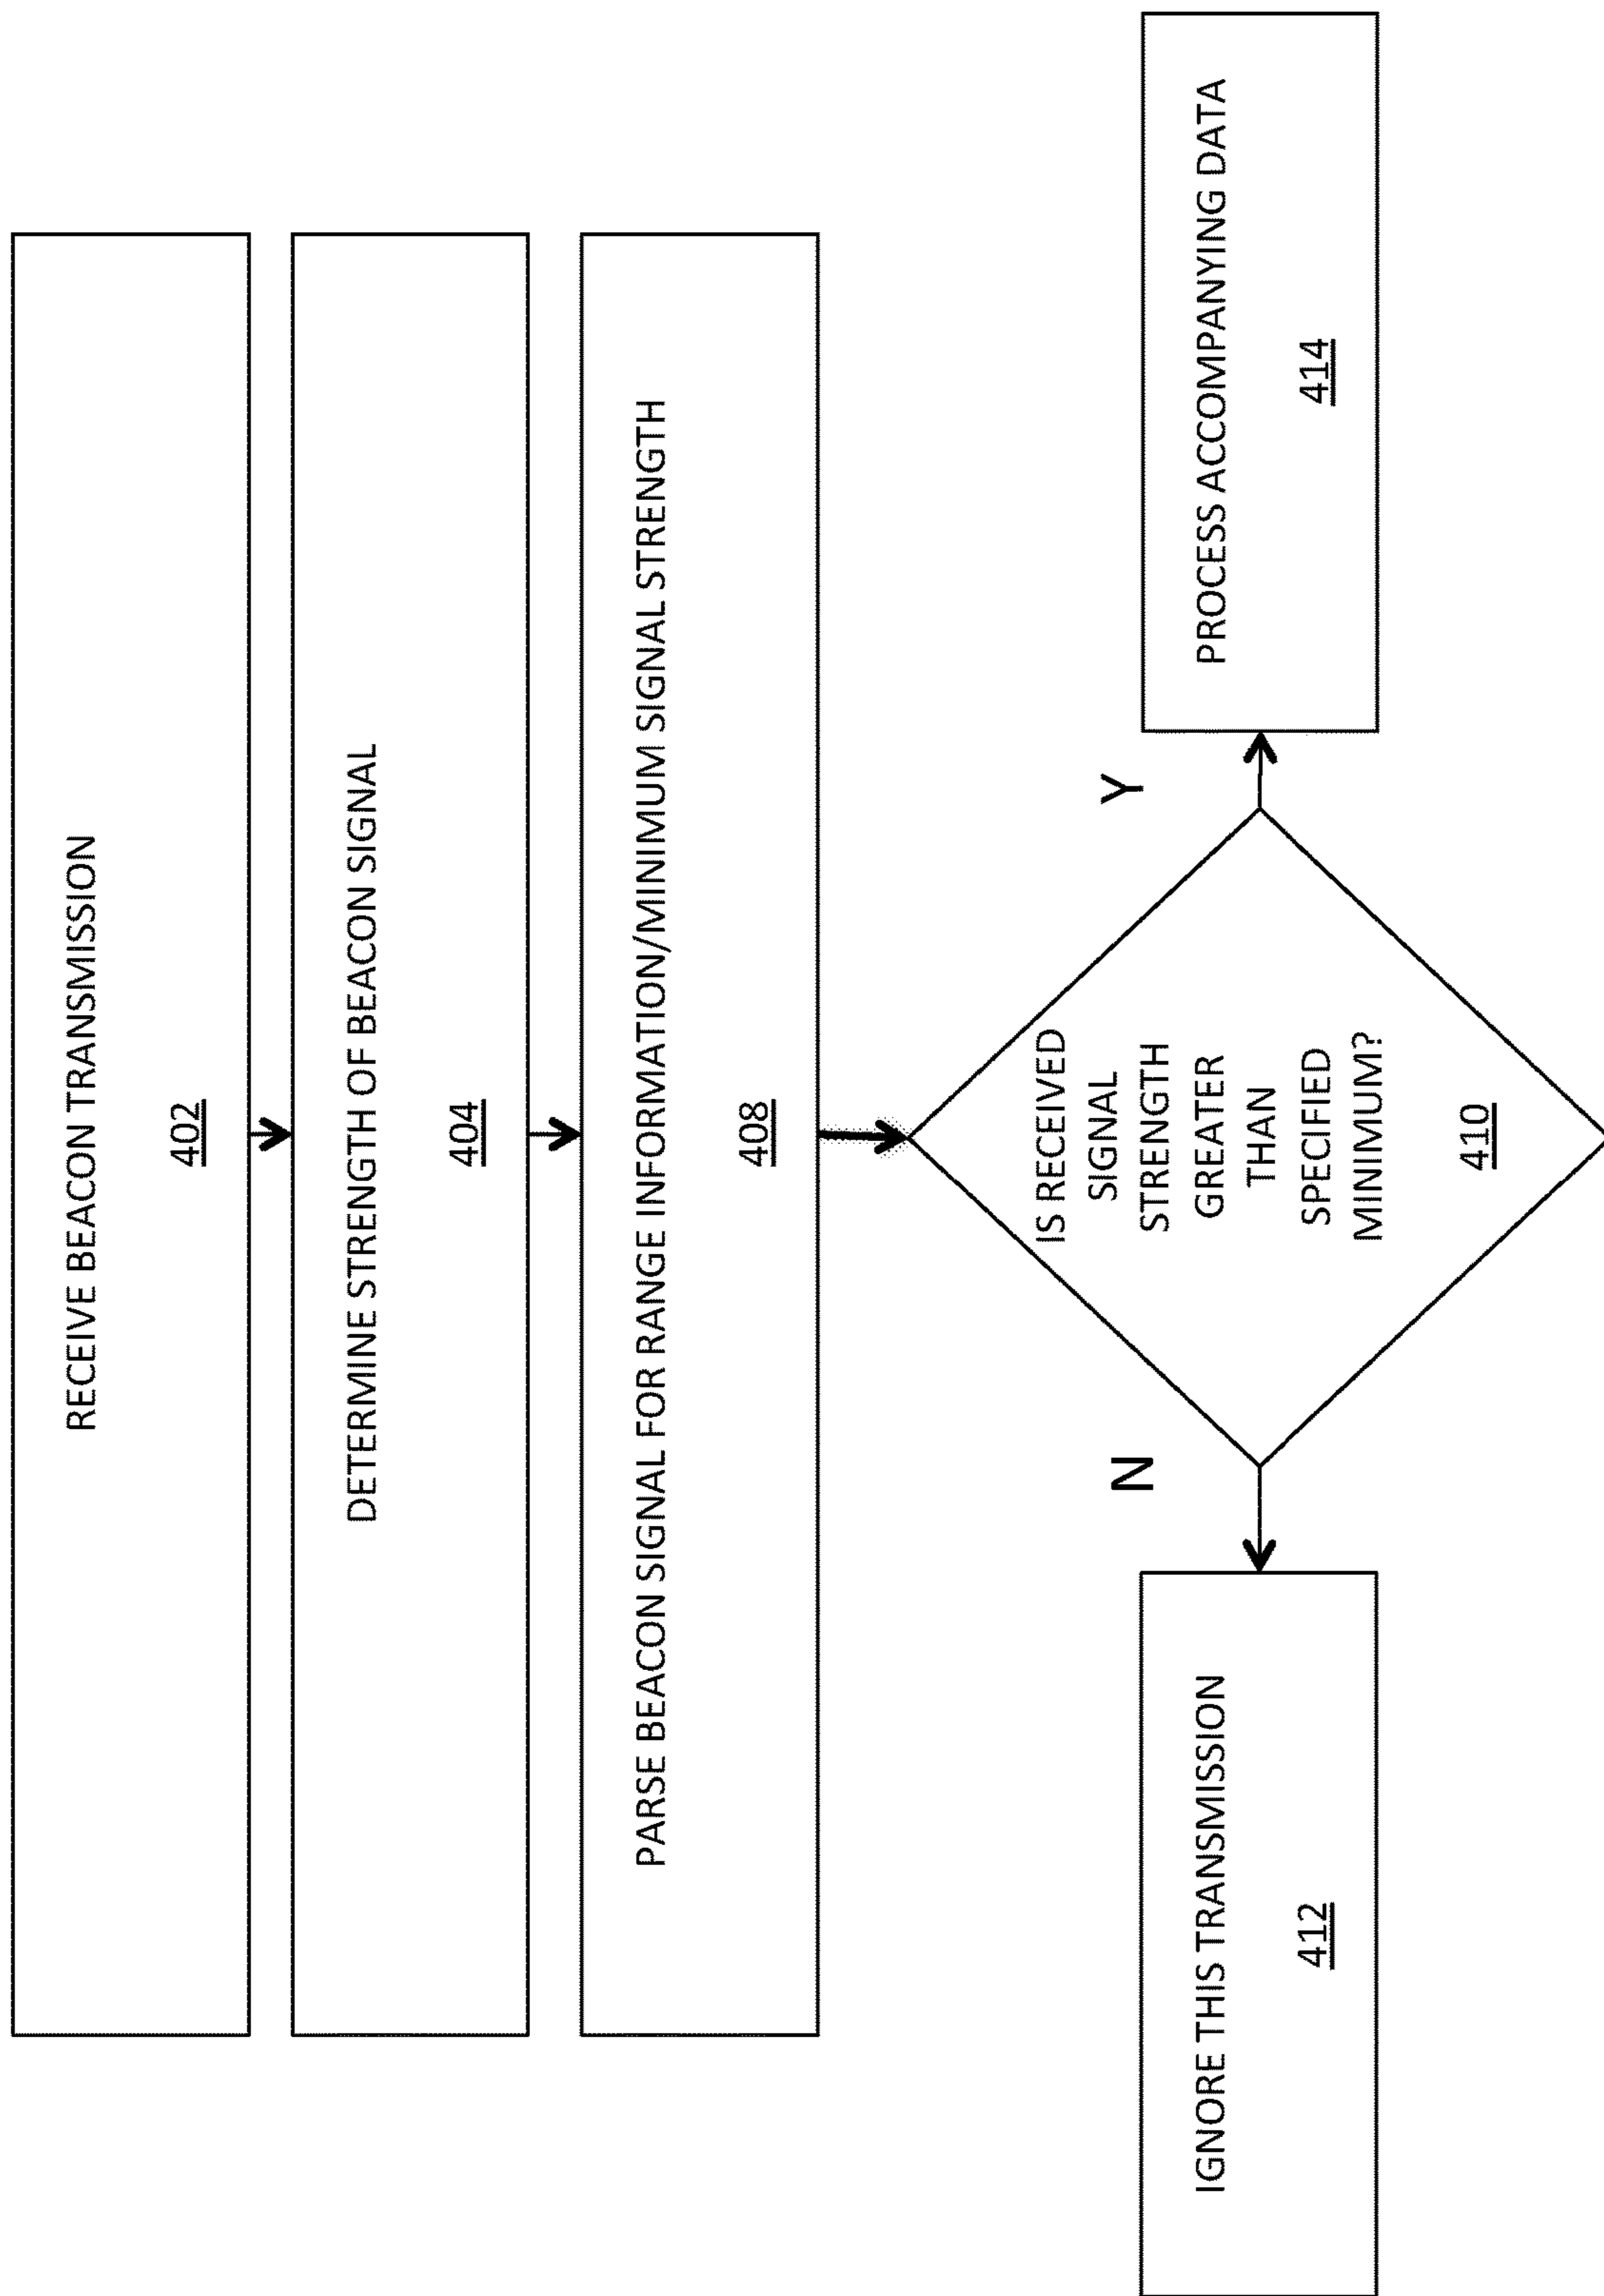 RECEIVE BEACON TRANSMISSION
402
DETERMINE STRENGTH OF BEACON SIGNAL
404
PARSE BEACON SIGNAL FOR RANGE INFORMATION/MINIMUM SIGNAL STRENGTH
408
IS RECEIVED
SIGNAL
STRENGTH
GREATER
THAN
SPECIFIED
MINIMUM?
410
N
Y
IGNORE THIS TRANSMISSION
412
PROCESS ACCOMPANYING DATA
414